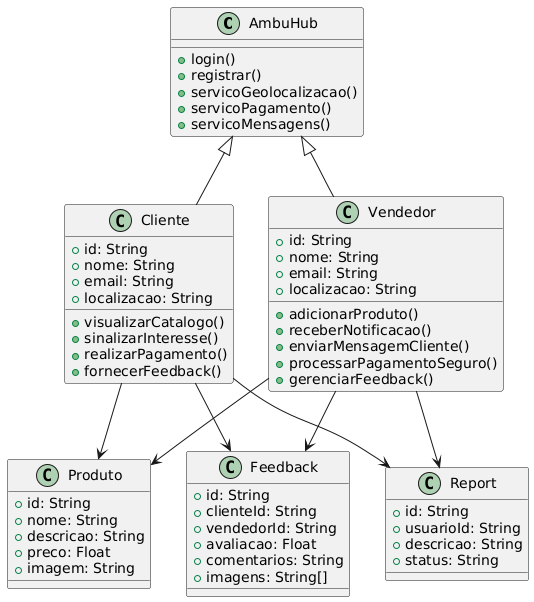 C AmbuHub
login()
registrar()
servicoGeolocalizacao()
servicoPagamento()
servicoMensagens()
C Cliente
id: String
nome: String
email: String
localizacao: String
visualizarCatalogo()
sinalizarInteresse()
realizarPagamento()
fornecerFeedback()
C Vendedor
id: String
nome: String
email: String
localizacao: String
adicionarProduto()
receberNotificacao()
enviarMensagemCliente()
processarPagamentoSeguro()
gerenciarFeedback()
C Produto
id: String
nome: String
descricao: String
preco: Float
imagem: String
C Feedback
id: String
clienteId: String
vendedorId: String
avaliacao: Float
comentarios: String
imagens: String[]
C Report
id: String
usuarioId: String
descricao: String
status: String